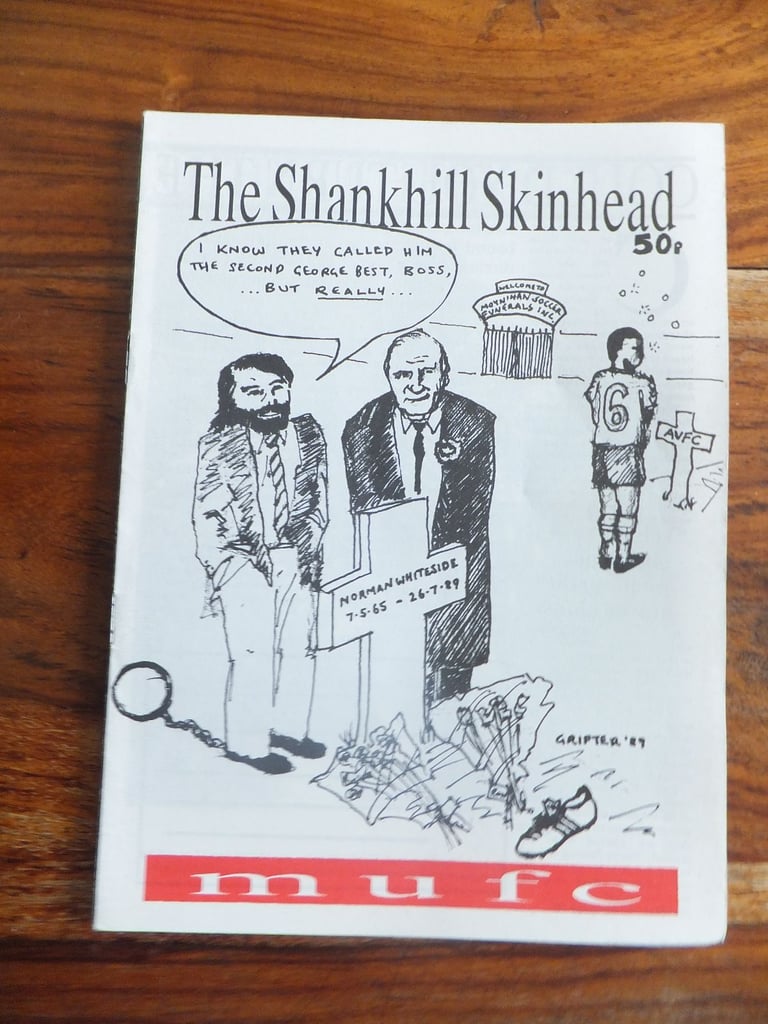 The Shankhill Skinhead
50p
I KNOW THEY CALLED HIM
THE SECOND GEORGE BEST, BOSS,
...BUT REALLY...
WELCOME TO
MOYNIHAN SOCCER
FUNERALS INC.
6
AVFC
NORMAN WHITESIDE
7·5·65 - 26·7·89
GRIFTER '89
mufc